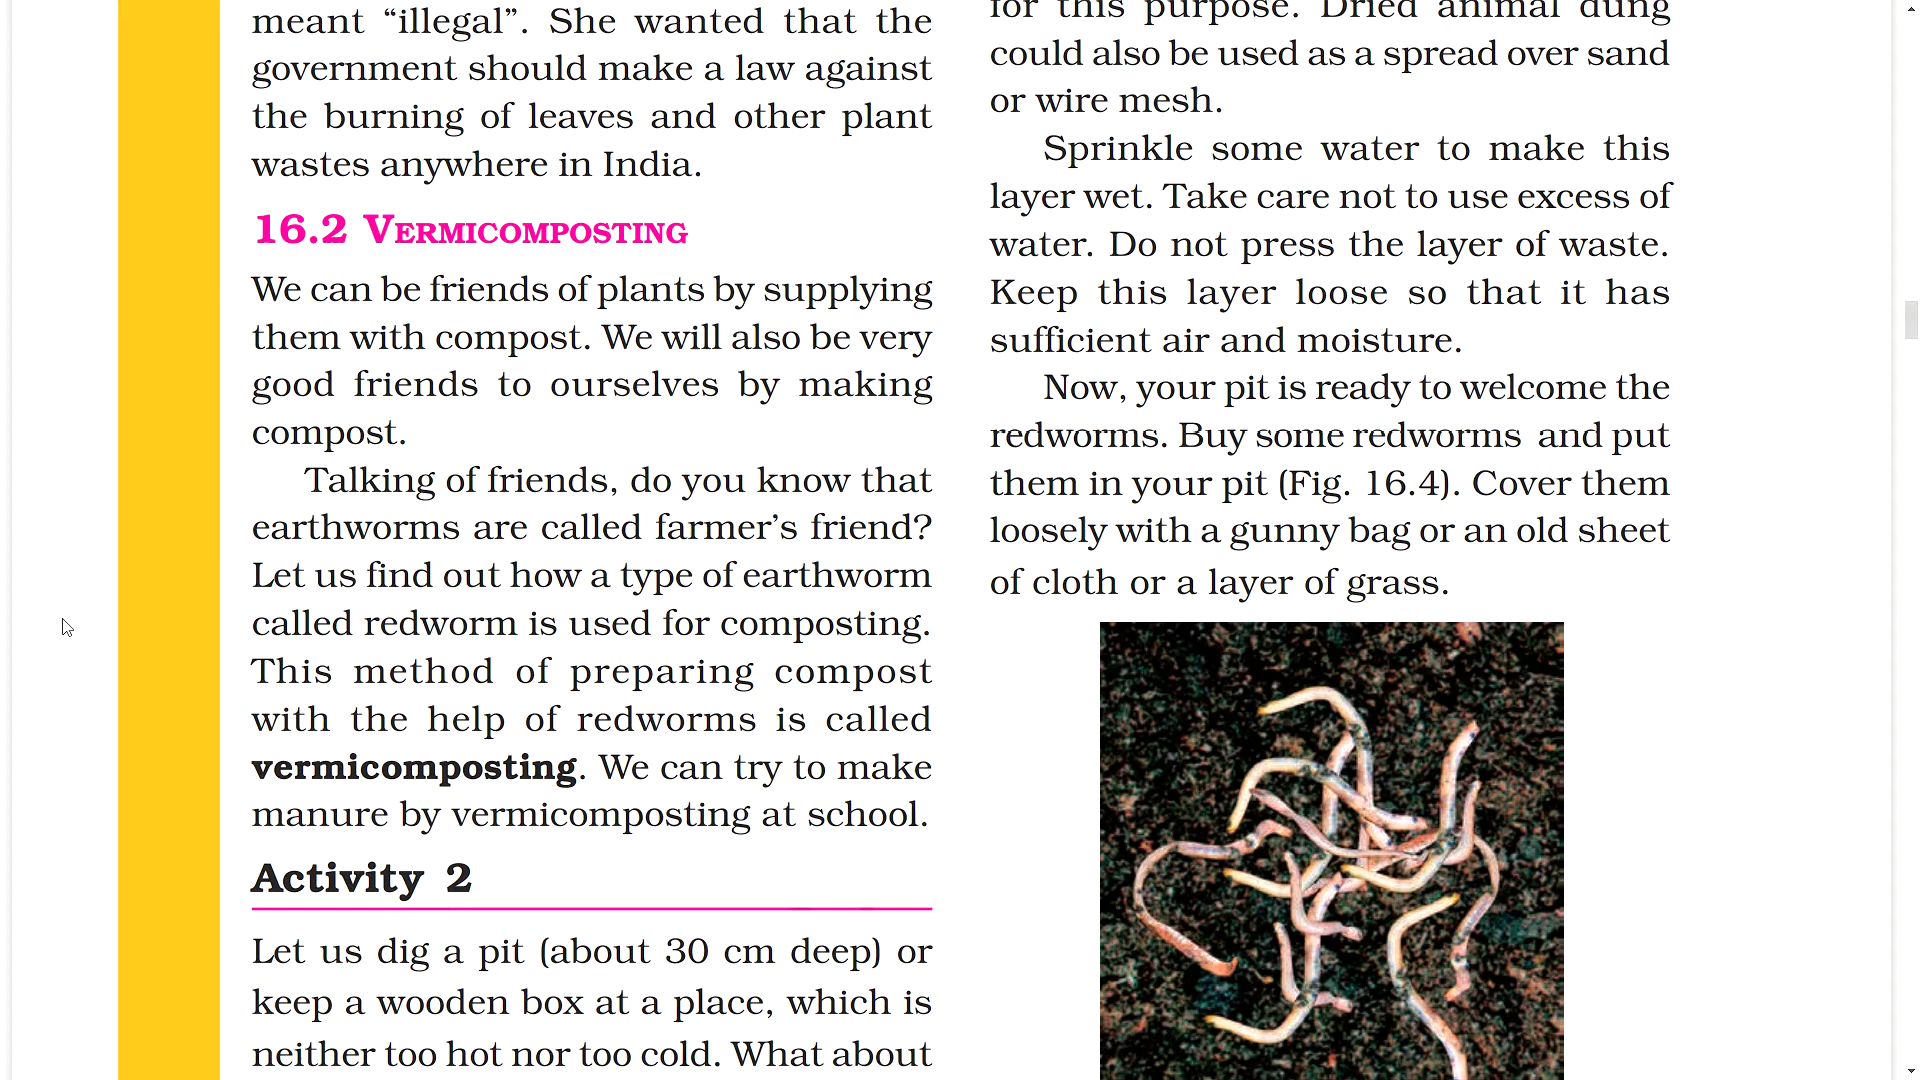 meant “illegal”. She wanted that the
government should make a law against
the burning of leaves and other plant
wastes anywhere in India.
16.2 VERMICOMPOSTING
We can be friends of plants by supplying
them with compost. We will also be very
good friends to ourselves by making
compost.
Talking of friends, do you know that
earthworms are called farmer’s friend?
Let us find out how a type of earthworm
called redworm is used for composting.
This method of preparing compost
with the help of redworms is called
vermicomposting. We can try to make
manure by vermicomposting at school.
Activity 2
Let us dig a pit (about 30 cm deep) or
keep a wooden box at a place, which is
neither too hot nor too cold. What about
for this purpose. Dried animal dung
could also be used as a spread over sand
or wire mesh.
Sprinkle some water to make this
layer wet. Take care not to use excess of
water. Do not press the layer of waste.
Keep this layer loose so that it has
sufficient air and moisture.
Now, your pit is ready to welcome the
redworms. Buy some redworms and put
them in your pit (Fig. 16.4). Cover them
loosely with a gunny bag or an old sheet
of cloth or a layer of grass.